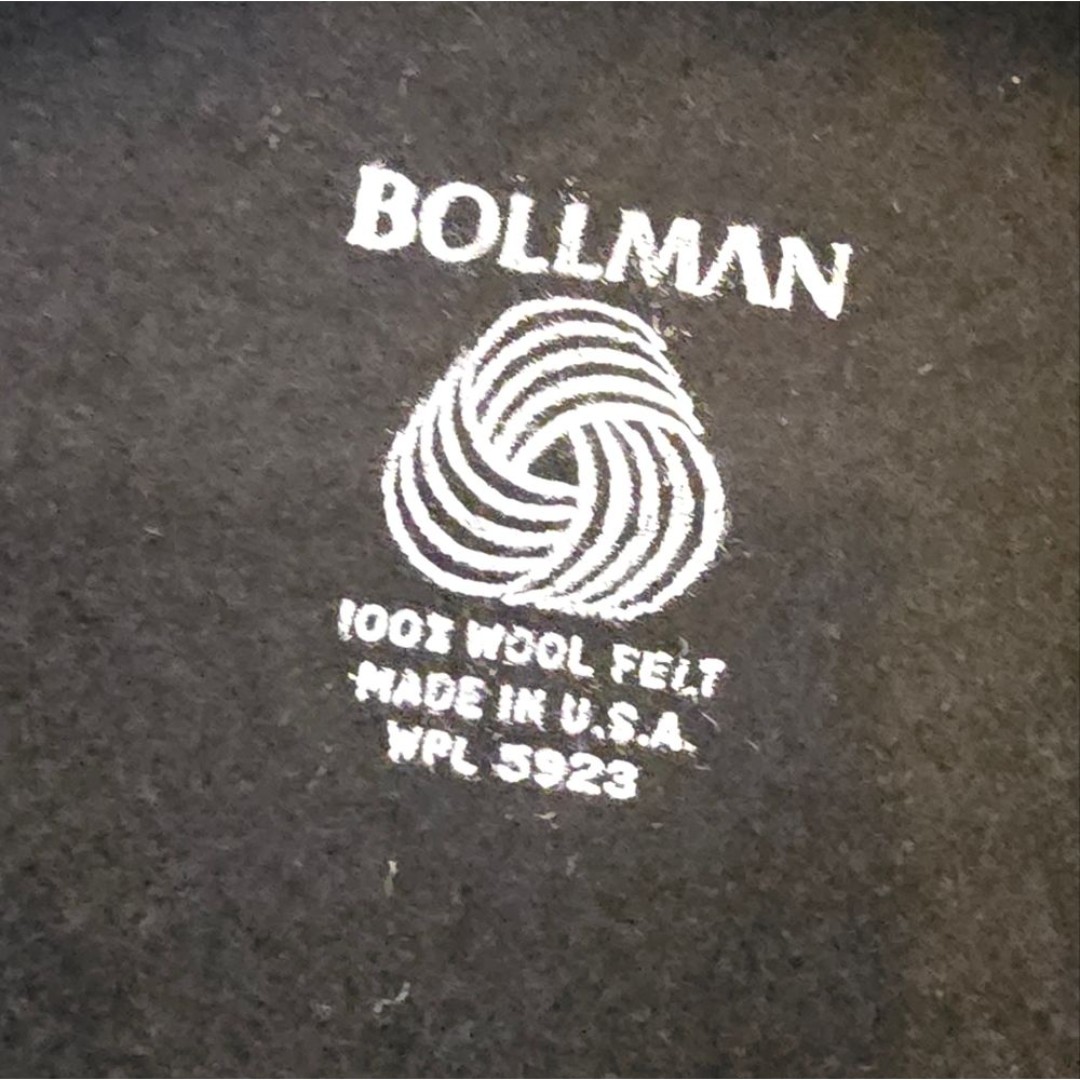 BOLLMAN
100% WOOL FELT
MADE IN U.S.A.
WPL 5923